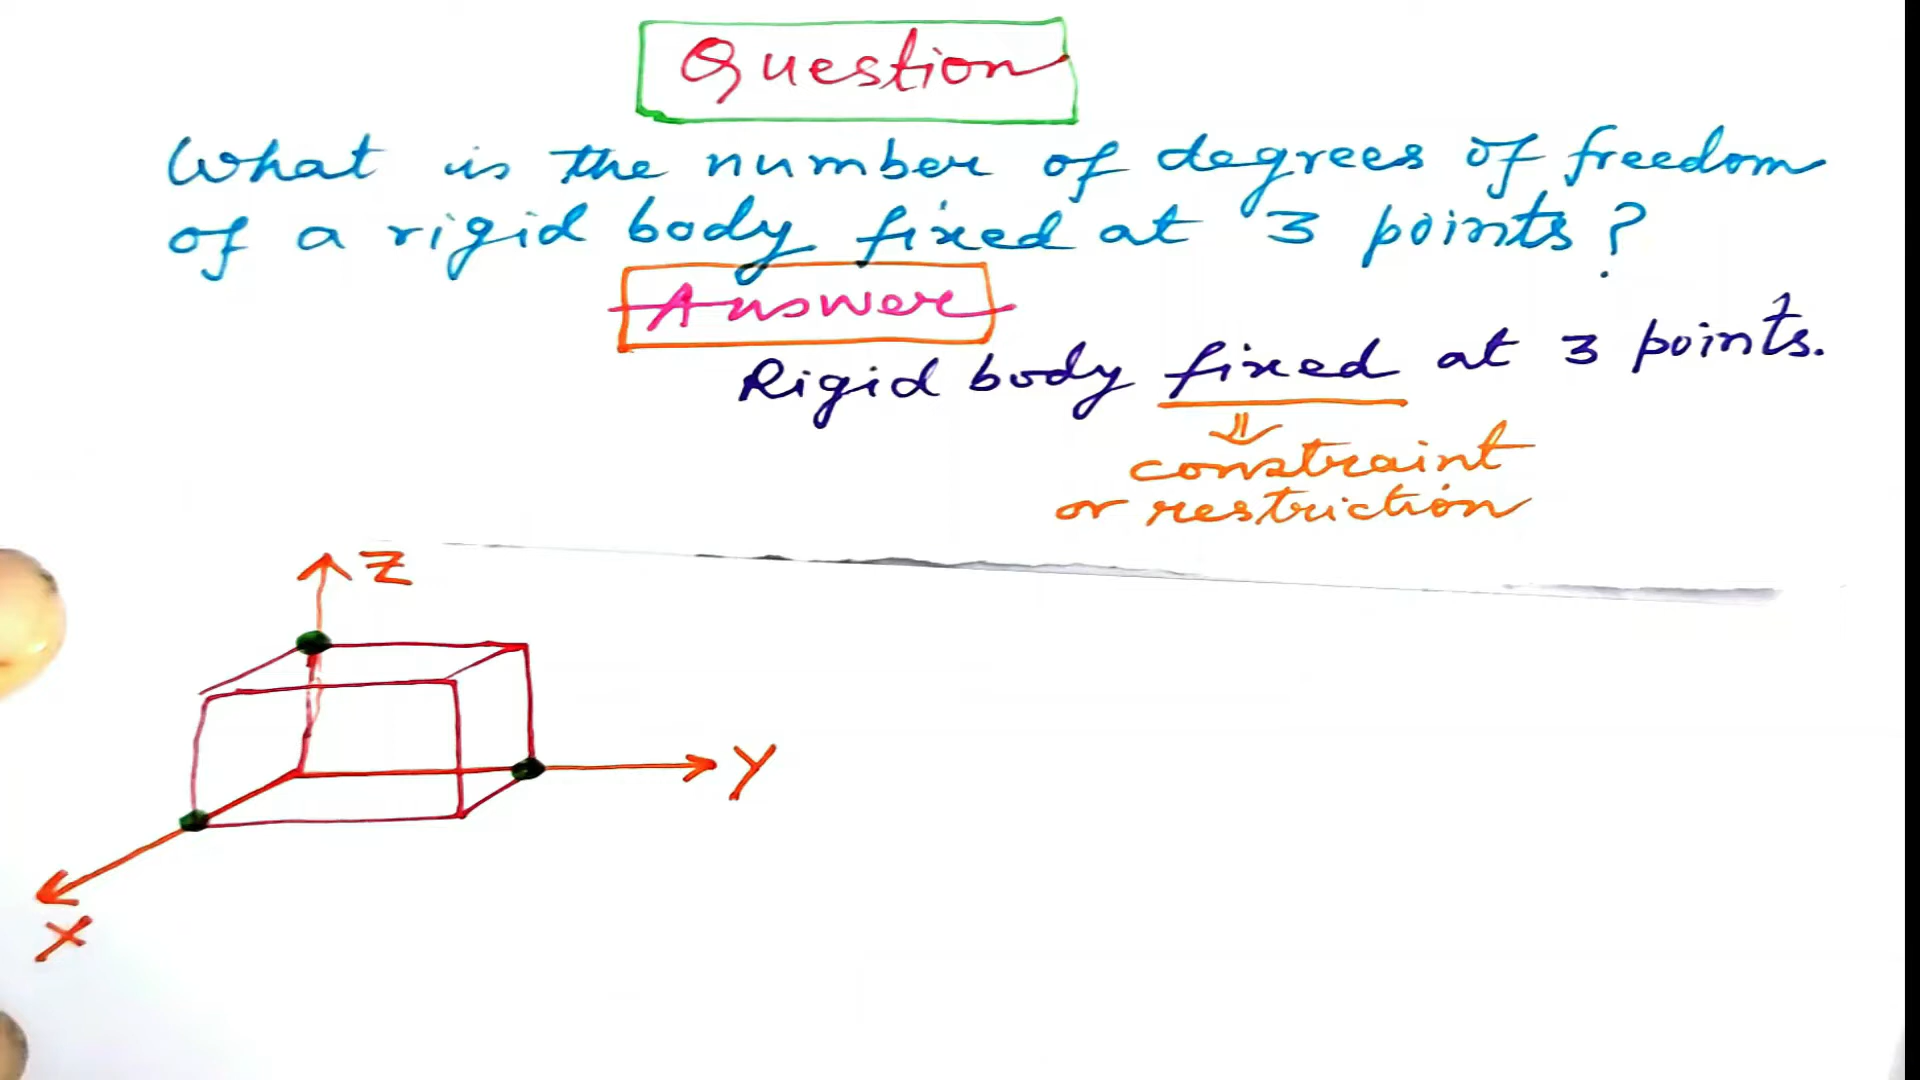 Question
What is the number of degrees of freedom
of a rigid body fixed at 3 points?
Answer
Rigid body fixed at 3 points.
constraint
or restriction
Z
Y
X